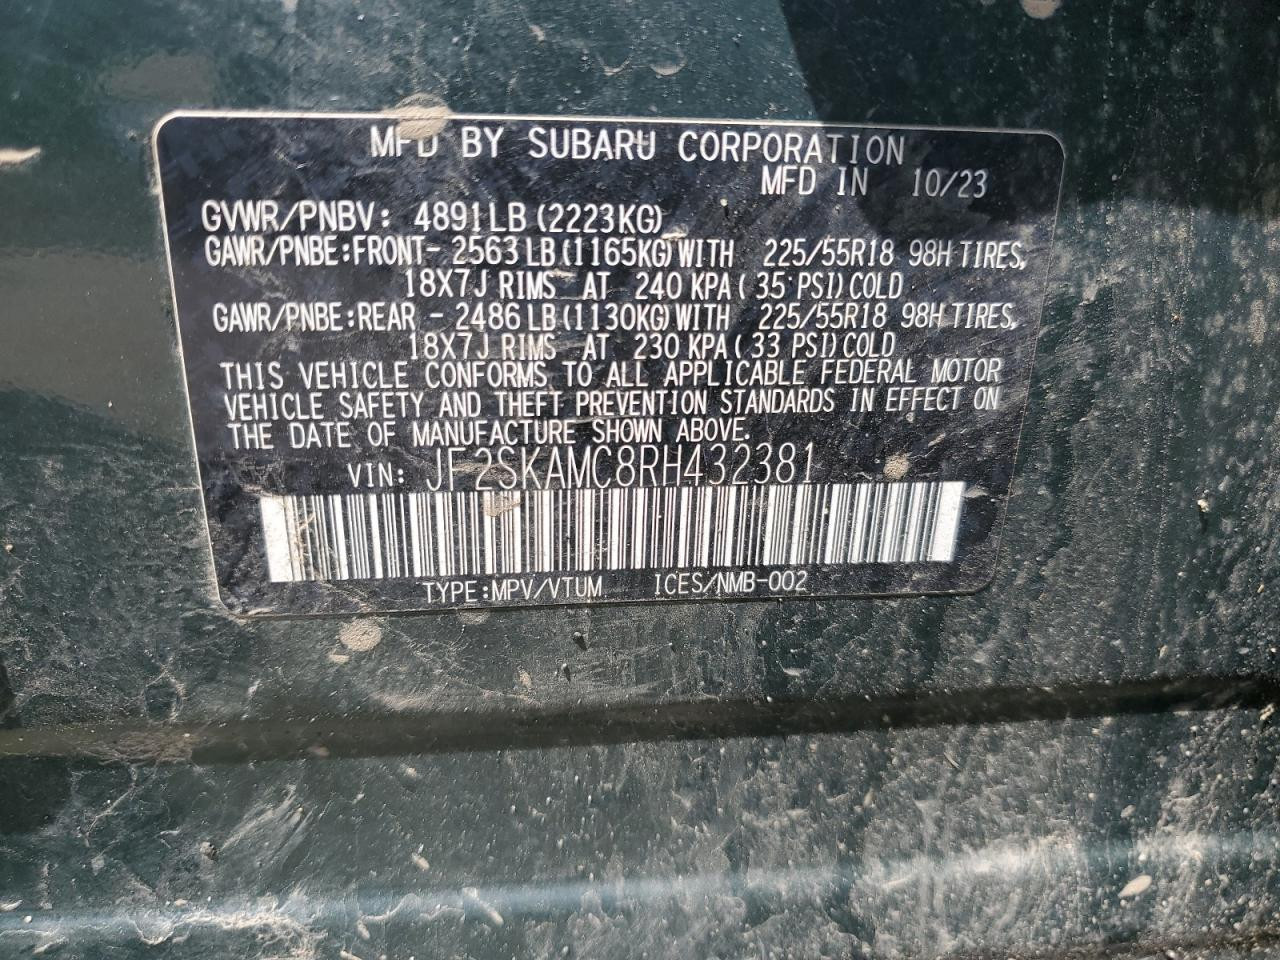 MFD BY SUBARU CORPORATION
MFD IN 10/23
GVWR/PNBV: 4891LB (2223KG)
GAWR/PNBE:FRONT- 2563 LB (1165KG) WITH 225/55R18 98H TIRES,
18X7J RIMS AT 240 KPA ( 35 PSI) COLD
GAWR/PNBE:REAR - 2486 LB (1130KG) WITH 225/55R18 98H TIRES,
18X7J RIMS AT 230 KPA ( 33 PSI) COLD
THIS VEHICLE CONFORMS TO ALL APPLICABLE FEDERAL MOTOR
VEHICLE SAFETY AND THEFT PREVENTION STANDARDS IN EFFECT ON
THE DATE OF MANUFACTURE SHOWN ABOVE.
VIN: JF2SKAMC8RH432381
TYPE:MPV/VTUM ICES/NMB-002